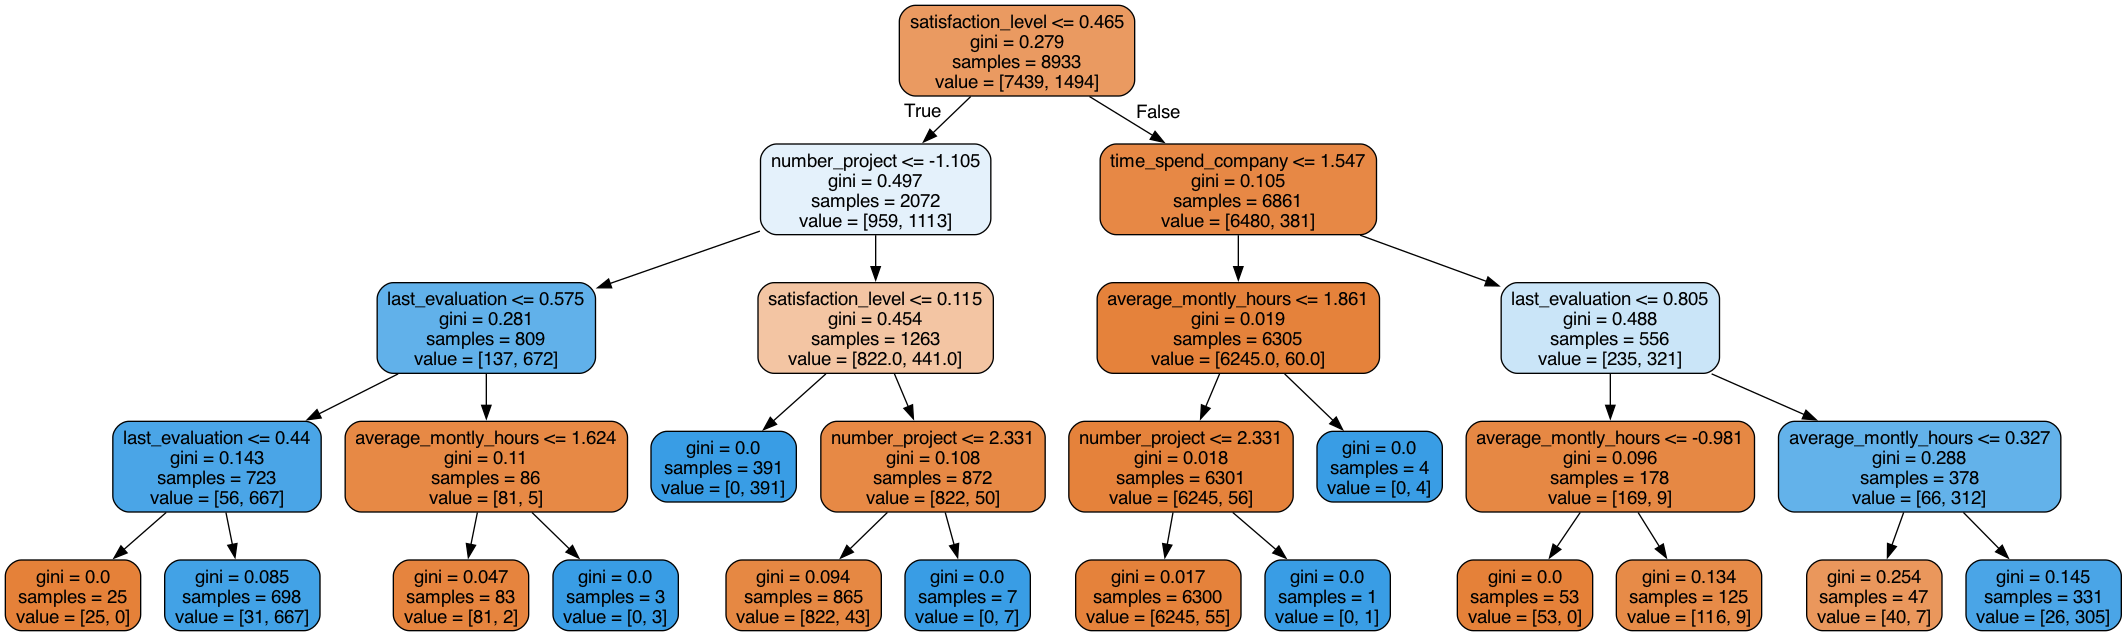 satisfaction_level <= 0.465
gini = 0.279
samples = 8933
value = [7439, 1494]
True
False
number_project <= -1.105
gini = 0.497
samples = 2072
value = [959, 1113]
time_spend_company <= 1.547
gini = 0.105
samples = 6861
value = [6480, 381]
last_evaluation <= 0.575
gini = 0.281
samples = 809
value = [137, 672]
satisfaction_level <= 0.115
gini = 0.454
samples = 1263
value = [822.0, 441.0]
average_montly_hours <= 1.861
gini = 0.019
samples = 6305
value = [6245.0, 60.0]
last_evaluation <= 0.805
gini = 0.488
samples = 556
value = [235, 321]
last_evaluation <= 0.44
gini = 0.143
samples = 723
value = [56, 667]
average_montly_hours <= 1.624
gini = 0.11
samples = 86
value = [81, 5]
gini = 0.0
samples = 391
value = [0, 391]
number_project <= 2.331
gini = 0.108
samples = 872
value = [822, 50]
number_project <= 2.331
gini = 0.018
samples = 6301
value = [6245, 56]
gini = 0.0
samples = 4
value = [0, 4]
average_montly_hours <= -0.981
gini = 0.096
samples = 178
value = [169, 9]
average_montly_hours <= 0.327
gini = 0.288
samples = 378
value = [66, 312]
gini = 0.0
samples = 25
value = [25, 0]
gini = 0.085
samples = 698
value = [31, 667]
gini = 0.047
samples = 83
value = [81, 2]
gini = 0.0
samples = 3
value = [0, 3]
gini = 0.094
samples = 865
value = [822, 43]
gini = 0.0
samples = 7
value = [0, 7]
gini = 0.017
samples = 6300
value = [6245, 55]
gini = 0.0
samples = 1
value = [0, 1]
gini = 0.0
samples = 53
value = [53, 0]
gini = 0.134
samples = 125
value = [116, 9]
gini = 0.254
samples = 47
value = [40, 7]
gini = 0.145
samples = 331
value = [26, 305]